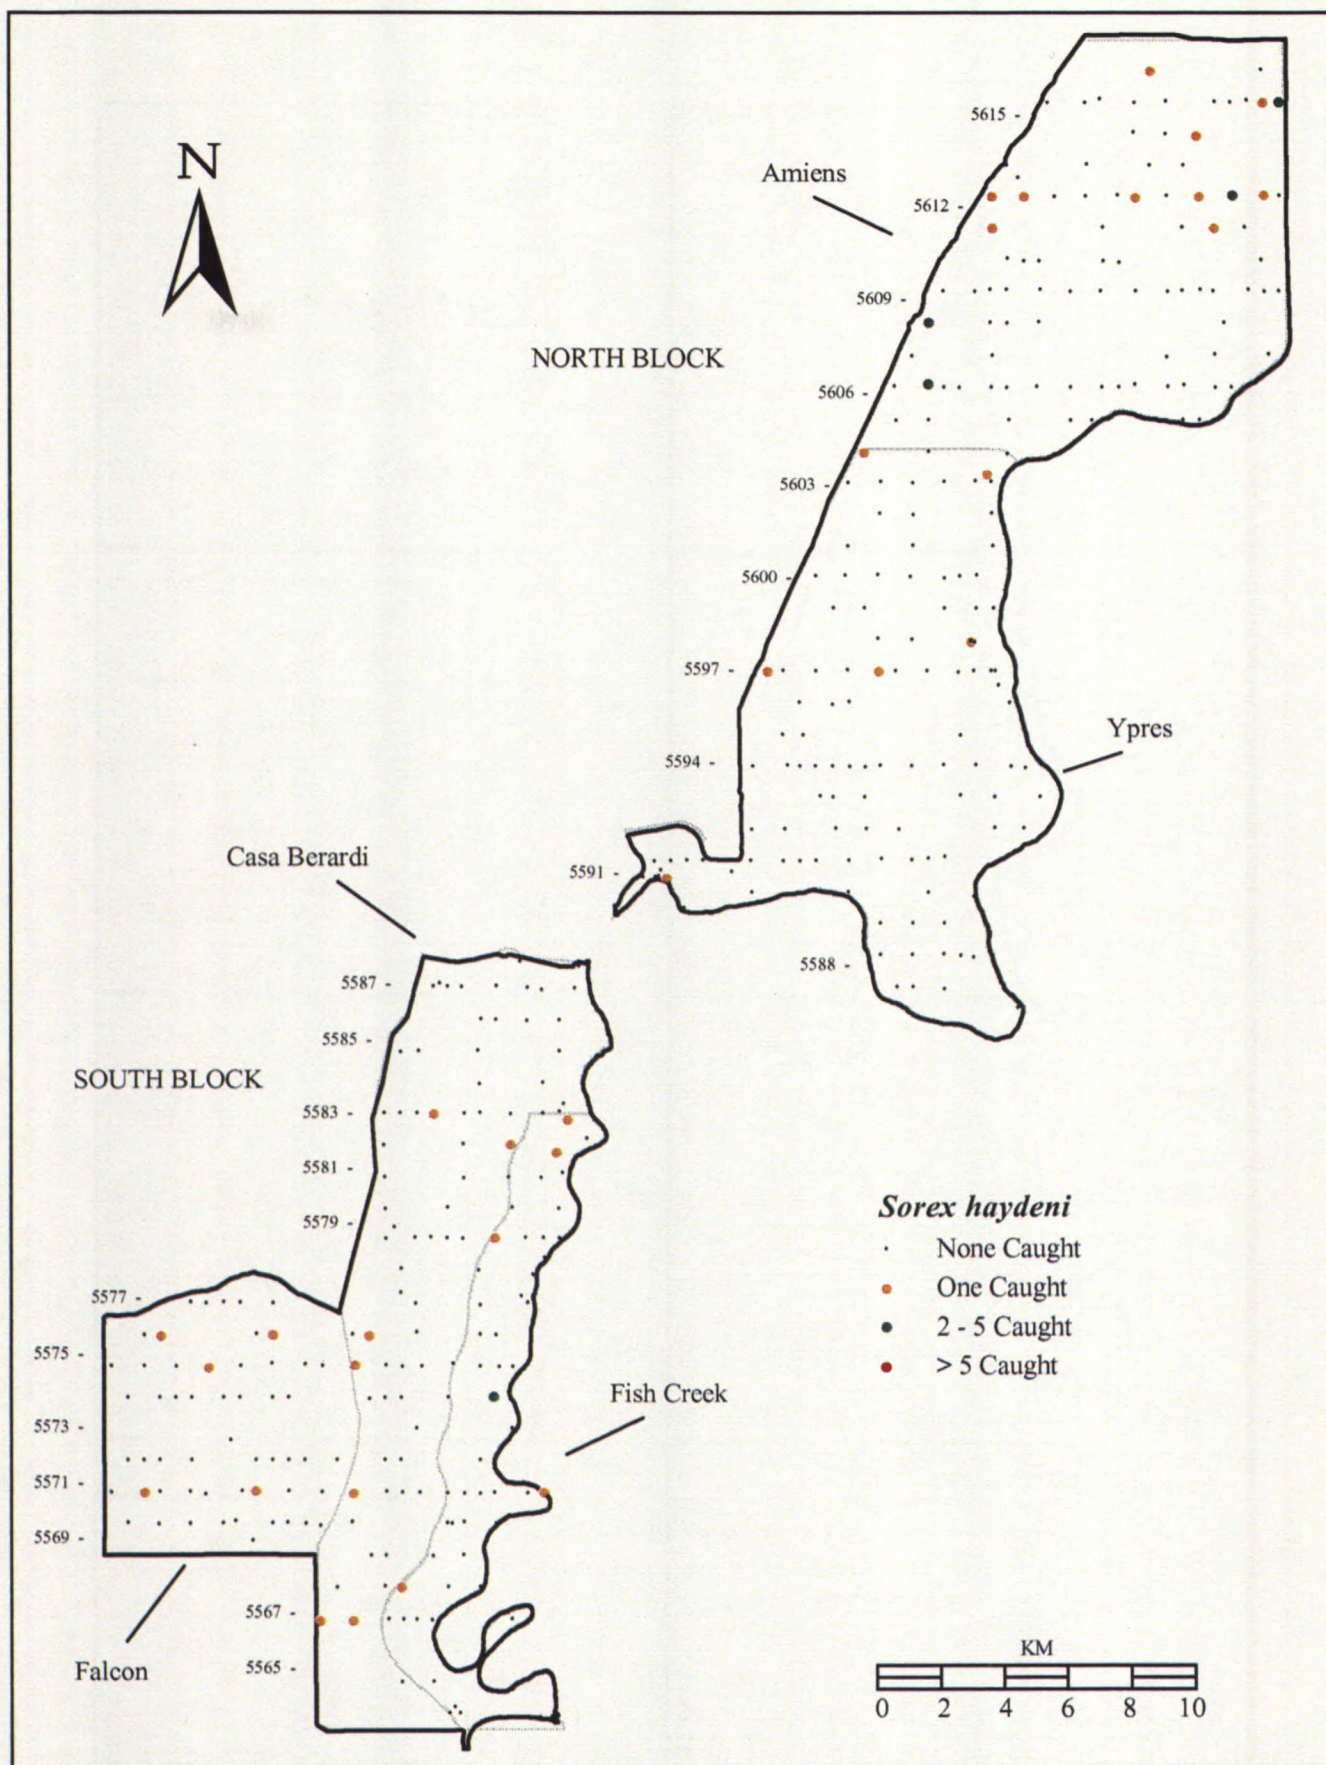 N
5615 -
Amiens
5612 -
5609 -
NORTH BLOCK
5606 -
5603 -
5600 -
5597 -
Ypres
5594 -
Casa Berardi
5591 -
5588 -
5587 -
5585 -
SOUTH BLOCK
5583 -
5581 -
5579 -
Sorex haydeni
None Caught
One Caught
2 - 5 Caught
> 5 Caught
5577 -
5575 -
Fish Creek
5573 -
5571 -
5569 -
5567 -
Falcon
5565 -
KM
0 2 4 6 8 10